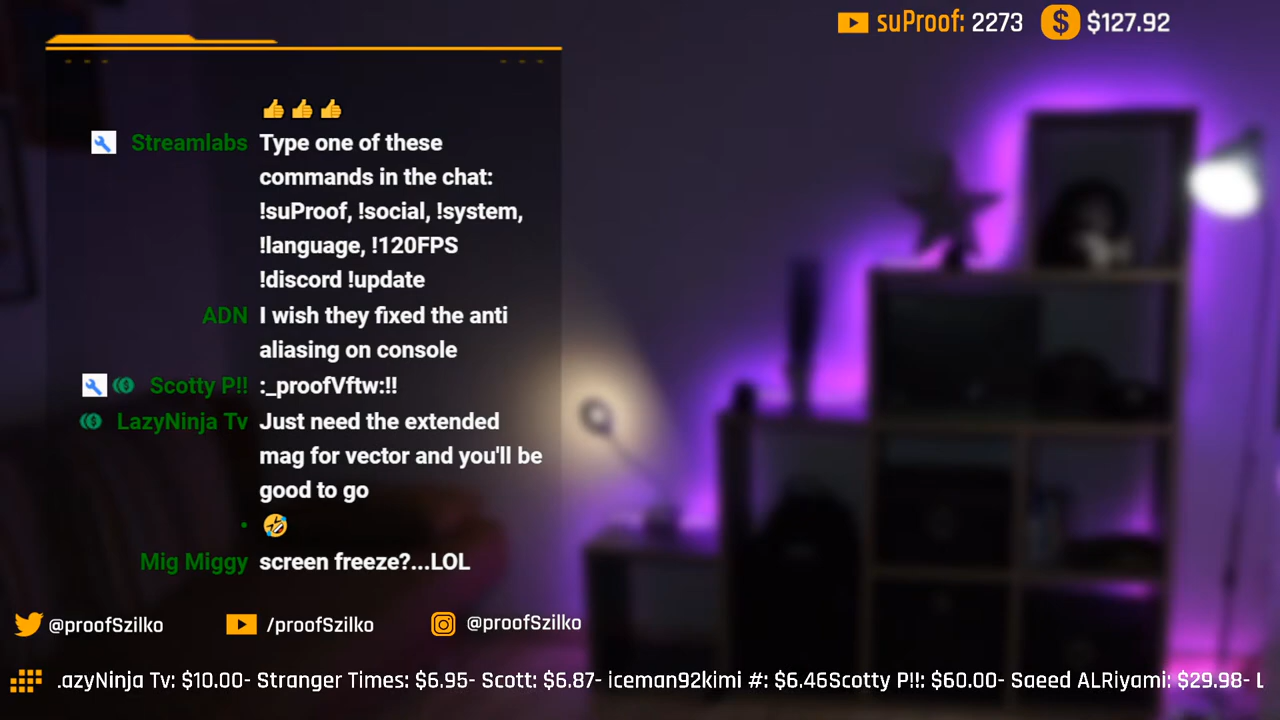 suProof: 2273 $127.92
👍👍👍
Streamlabs Type one of these
commands in the chat:
!suProof, !social, !system,
!language, !120FPS
!discord !update
ADN I wish they fixed the anti
aliasing on console
Scotty P!! :_proofVftw:!!
LazyNinja Tv Just need the extended
mag for vector and you'll be
good to go
• 🤣
Mig Miggy screen freeze?...LOL
@proofSzilko /proofSzilko @proofSzilko
.azyNinja Tv: $10.00- Stranger Times: $6.95- Scott: $6.87- iceman92kimi #: $6.46Scotty P!!: $60.00- Saeed ALRiyami: $29.98- L